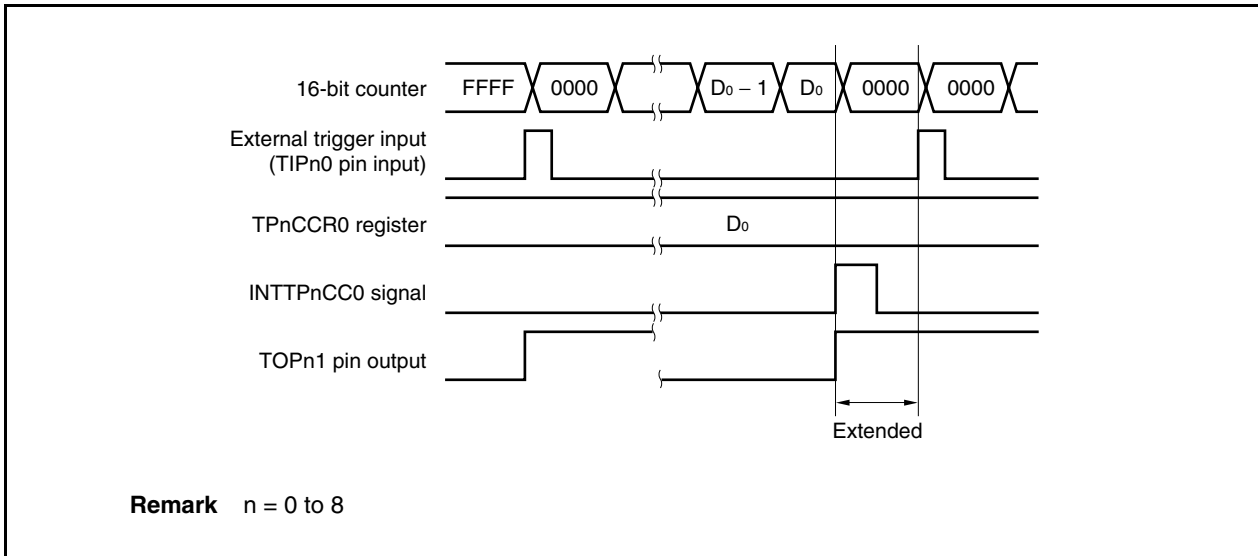 16-bit counter FFFF 0000 D0 − 1 D0 0000 0000
External trigger input
(TIPn0 pin input)
TPnCCR0 register D0
INTTPnCC0 signal
TOPn1 pin output
Extended
Remark n = 0 to 8